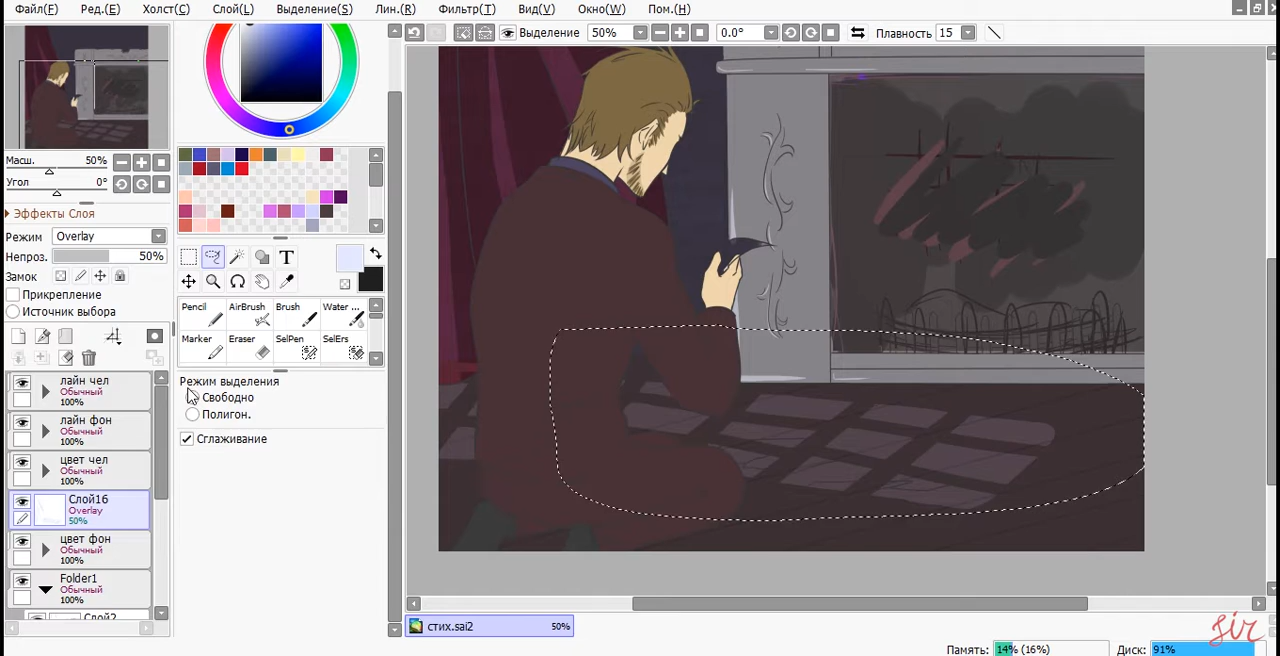 Файл(F) Ред.(E) Холст(C) Слой(L) Выделение(S) Лин.(R) Фильтр(T) Вид(V) Окно(W) Пом.(H)
Выделение 50% 0.0° Плавность 15
Масш. 50%
Угол 0°
Эффекты Слоя
Режим Overlay
Непроз. 50%
Замок
Прикрепление
Источник выбора
T
Pencil AirBrush Brush Water ...
Marker Eraser SelPen SelErs
Режим выделения
Свободно
Полигон.
Сглаживание
лайн чел
Обычный
100%
лайн фон
Обычный
100%
цвет чел
Обычный
100%
Слой16
Overlay
50%
цвет фон
Обычный
100%
Folder1
Обычный
100%
Слой2
стих.sai2 50%
sir
Память: 14% (16%) Диск: 91%